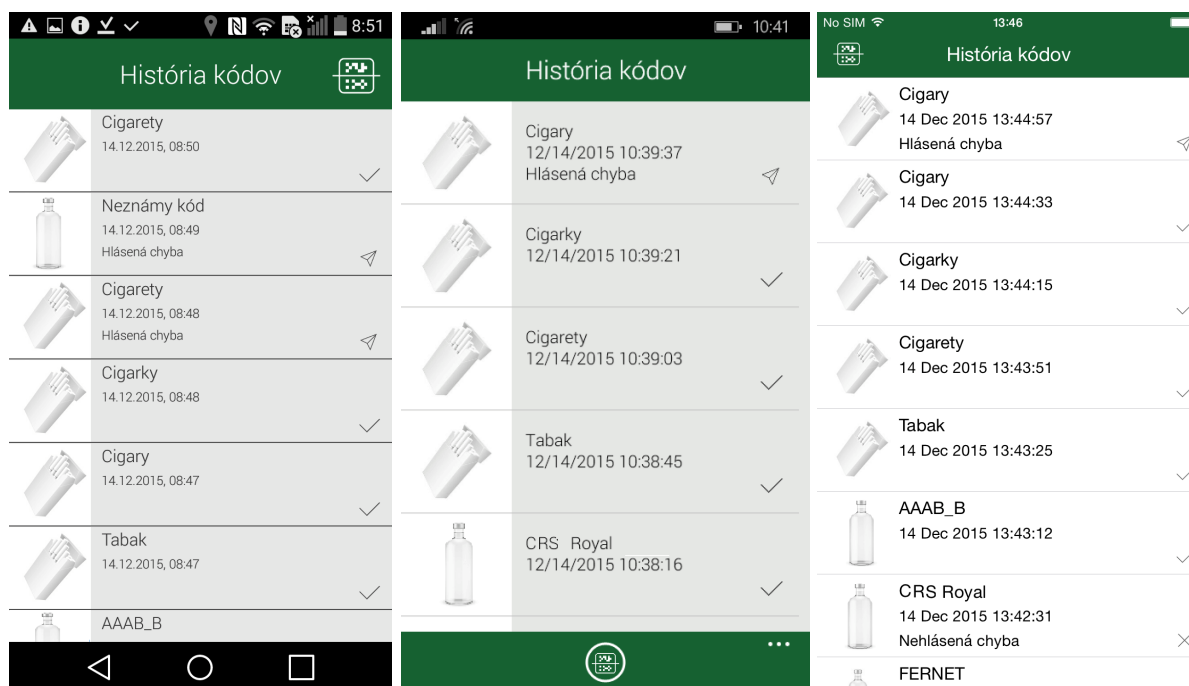 8:51
História kódov
Cigarety
14.12.2015, 08:50
Neznámy kód
14.12.2015, 08:49
Hlásená chyba
Cigarety
14.12.2015, 08:48
Hlásená chyba
Cigarky
14.12.2015, 08:48
Cigary
14.12.2015, 08:47
Tabak
14.12.2015, 08:47
AAAB_B
10:41
História kódov
Cigary
12/14/2015 10:39:37
Hlásená chyba
Cigarky
12/14/2015 10:39:21
Cigarety
12/14/2015 10:39:03
Tabak
12/14/2015 10:38:45
CRS Royal
12/14/2015 10:38:16
No SIM 13:46
História kódov
Cigary
14 Dec 2015 13:44:57
Hlásená chyba
Cigary
14 Dec 2015 13:44:33
Cigarky
14 Dec 2015 13:44:15
Cigarety
14 Dec 2015 13:43:51
Tabak
14 Dec 2015 13:43:25
AAAB_B
14 Dec 2015 13:43:12
CRS Royal
14 Dec 2015 13:42:31
Nehlásená chyba
FERNET